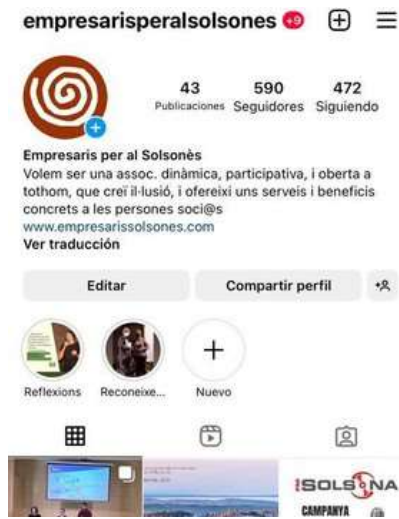 empresarisperalsolsones +9
43 590 472
Publicaciones Seguidores Siguiendo
Empresaris per al Solsonès
Volem ser una assoc. dinàmica, participativa, i oberta a
tothom, que creï il·lusió, i ofereixi uns serveis i beneficis
concrets a les persones soci@s
www.empresarissolsones.com
Ver traducción
Editar Compartir perfil
Reflexions Reconeixe... Nuevo
SOLSONA
CAMPANYA